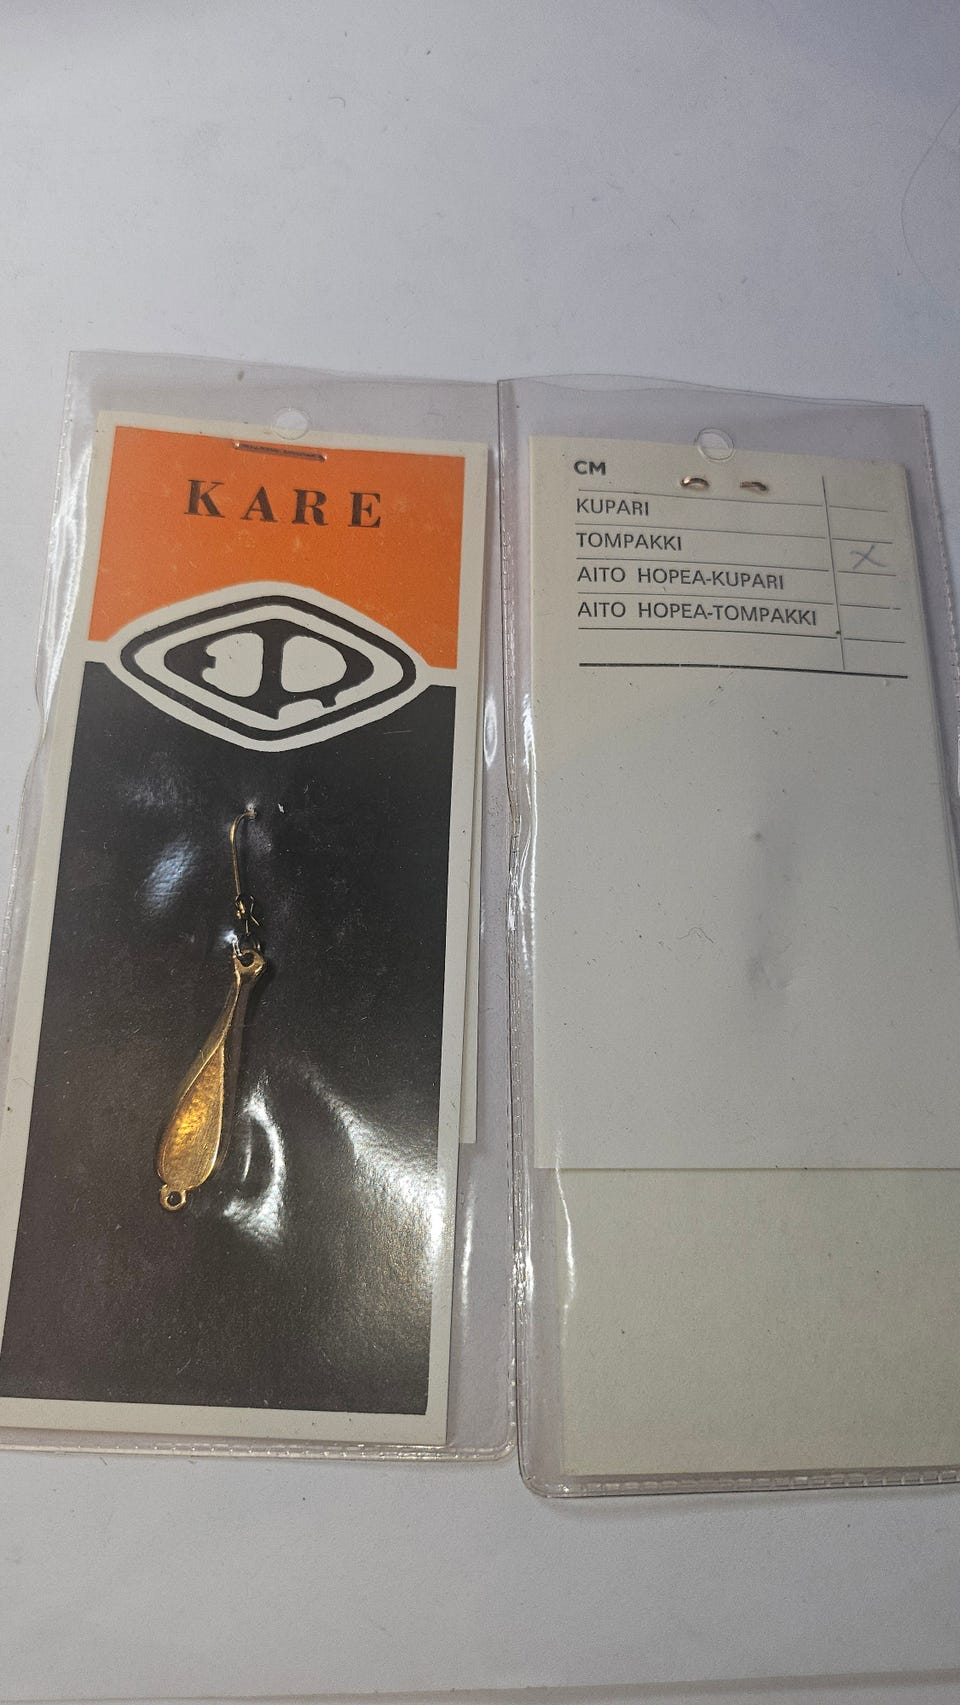 KARE
CM
KUPARI
TOMPAKKI
AITO HOPEA-KUPARI
AITO HOPEA-TOMPAKKI